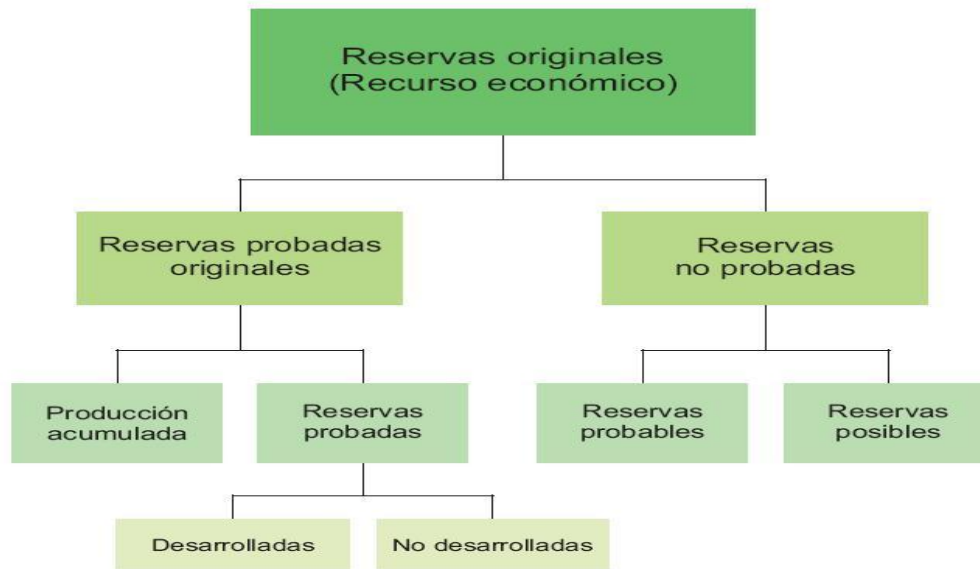 Reservas originales
(Recurso económico)
Reservas probadas
originales
Reservas
no probadas
Producción
acumulada
Reservas
probadas
Reservas
probables
Reservas
posibles
Desarrolladas
No desarrolladas